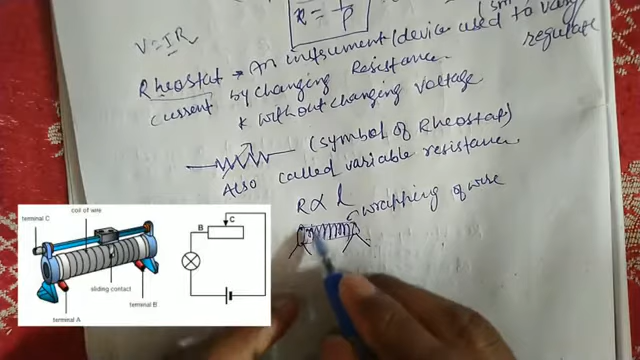 (SM
x = 1/ρ
V=IR
Rheostat → An instrument/device used to vary
regulate
current by changing Resistance.
* without changing voltage
(symbol of Rheostat)
Also called variable resistance.
R ∝ l
wrapping of wire
coil of wire
terminal C
sliding contact
terminal B
terminal A
B
C